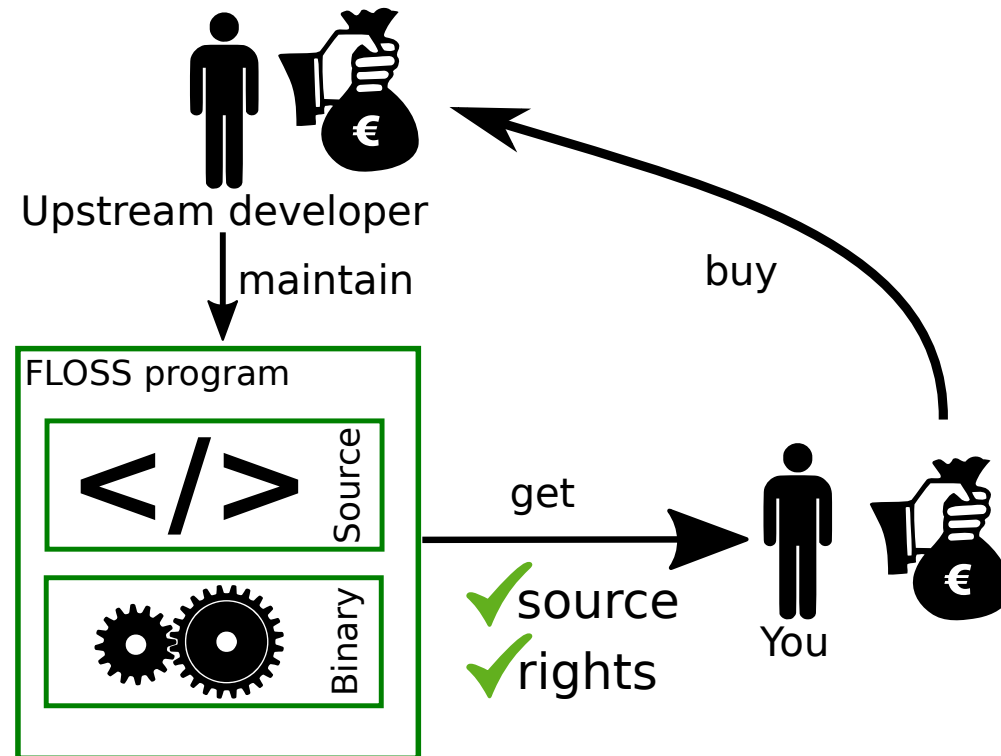 €
Upstream developer
maintain
buy
FLOSS program
</>
Source
get
source
rights
Binary
€
You